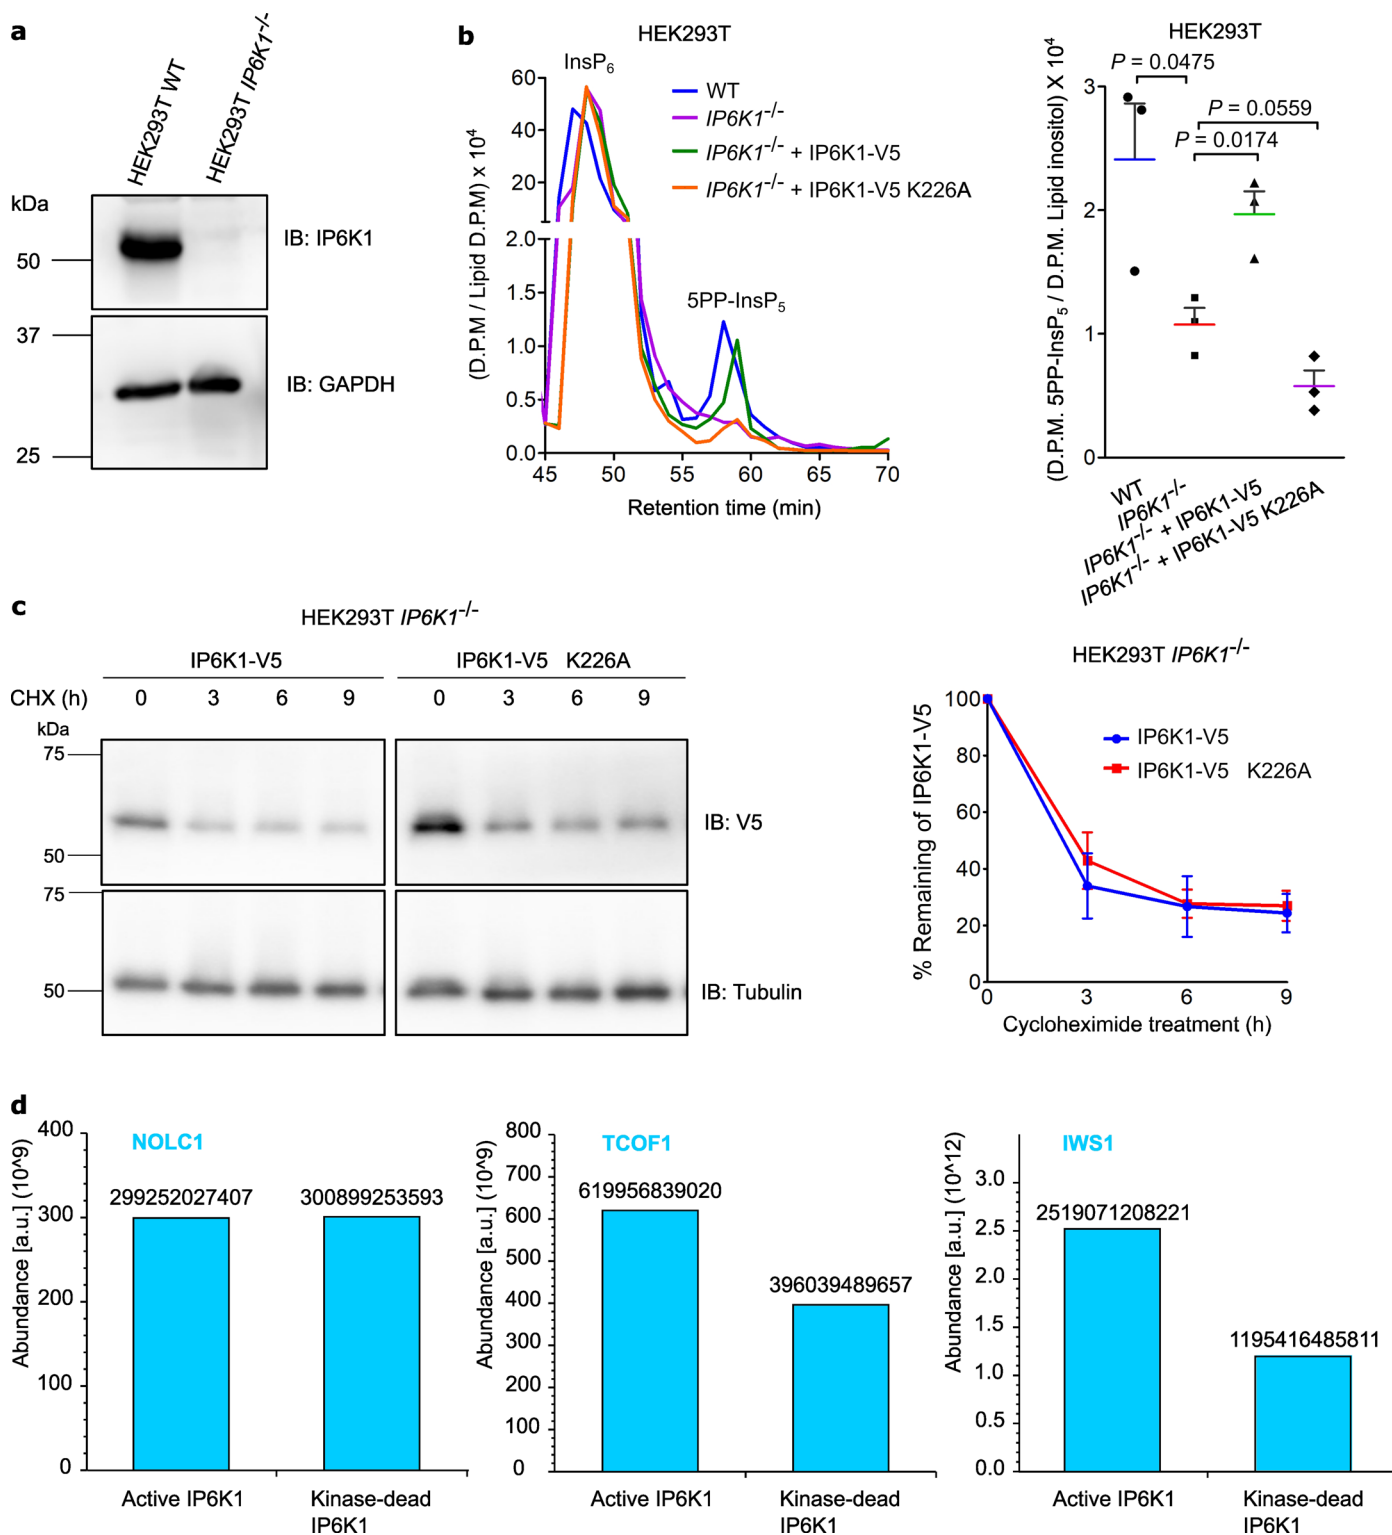 a
HEK293T WT
HEK293T IP6K1-/-
kDa
50
37
25
IB: IP6K1
IB: GAPDH
b
HEK293T
InsP6
60
40
20
2.0
1.5
1.0
0.5
0.0
(D.P.M / Lipid D.P.M) x 10^4
WT
IP6K1-/-
IP6K1-/- + IP6K1-V5
IP6K1-/- + IP6K1-V5 K226A
5PP-InsP5
45 50 55 60 65 70
Retention time (min)
HEK293T
P = 0.0475
P = 0.0559
P = 0.0174
3
2
1
0
(D.P.M. 5PP-InsP5 / D.P.M. Lipid inositol) X 10^4
WT
IP6K1-/-
IP6K1-/- + IP6K1-V5
IP6K1-/- + IP6K1-V5 K226A
c
HEK293T IP6K1-/-
IP6K1-V5
IP6K1-V5 K226A
CHX (h) 0 3 6 9 0 3 6 9
kDa
75
50
IB: V5
75
50
IB: Tubulin
HEK293T IP6K1-/-
% Remaining of IP6K1-V5
100
80
60
40
20
0
IP6K1-V5
IP6K1-V5 K226A
0 3 6 9
Cycloheximide treatment (h)
d
NOLC1
Abundance [a.u.] (10^9)
400
300
200
100
0
299252027407
300899253593
Active IP6K1
Kinase-dead
IP6K1
TCOF1
Abundance [a.u.] (10^9)
800
700
600
500
400
300
200
100
0
619956839020
396039489657
Active IP6K1
Kinase-dead
IP6K1
IWS1
Abundance [a.u.] (10^12)
3.0
2.5
2.0
1.5
1.0
0.5
0.0
2519071208221
1195416485811
Active IP6K1
Kinase-dead
IP6K1